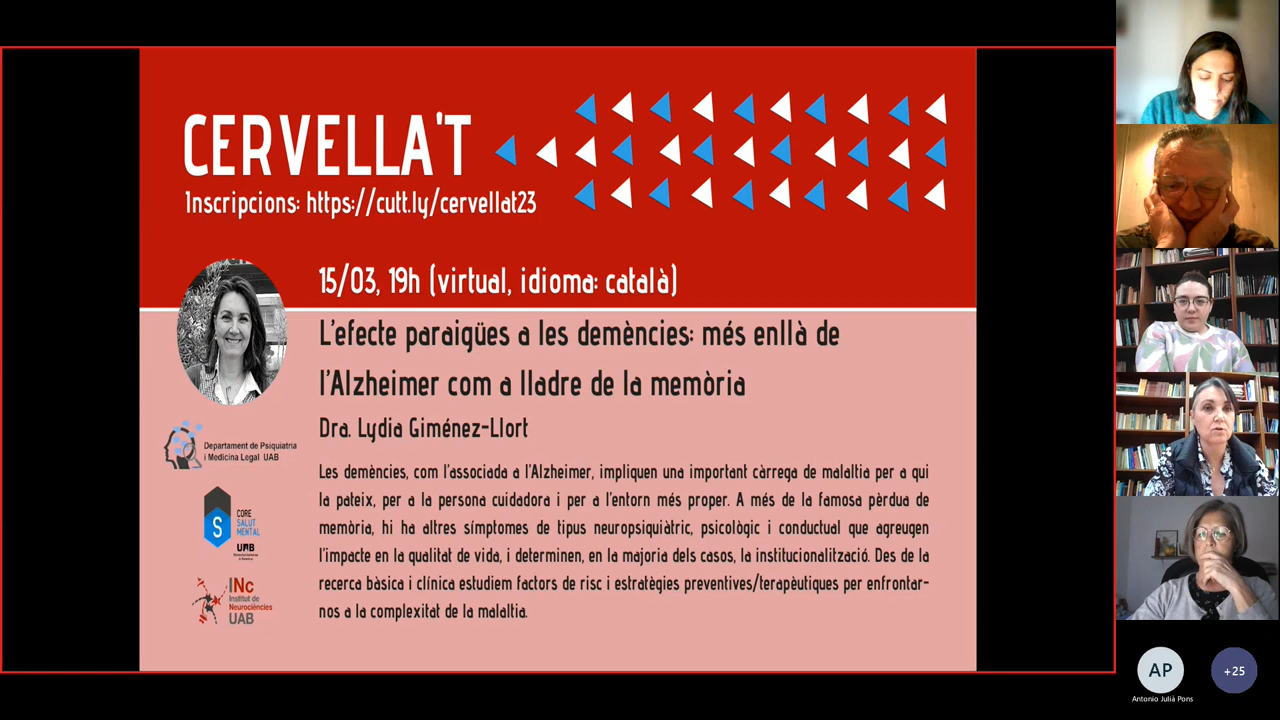 CERVELLA'T
Inscripcions: https://cutt.ly/cervellat23
15/03, 19h (virtual, idioma: català)
L'efecte paraigües a les demències: més enllà de
l'Alzheimer com a lladre de la memòria
Dra. Lydia Giménez-Llort
Les demències, com l'associada a l'Alzheimer, impliquen una important càrrega de malaltia per a qui
la pateix, per a la persona cuidadora i per a l'entorn més proper. A més de la famosa pèrdua de
memòria, hi ha altres símptomes de tipus neuropsiquiàtric, psicològic i conductual que agreugen
l'impacte en la qualitat de vida, i determinen, en la majoria dels casos, la institucionalització. Des de la
recerca bàsica i clínica estudiem factors de risc i estratègies preventives/terapèutiques per enfrontar-
nos a la complexitat de la malaltia.
Departament de Psiquiatria
i Medicina Legal UAB
S
CORE
SALUT
MENTAL
UAB
INc
Institut de
Neurociències
UAB
AP
Antonio Julià Pons
+25